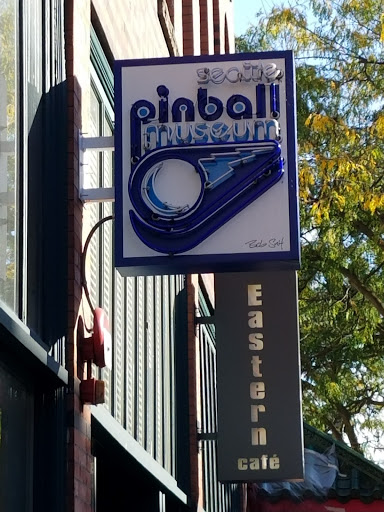 seattle
pinball
museum
Eastern
café